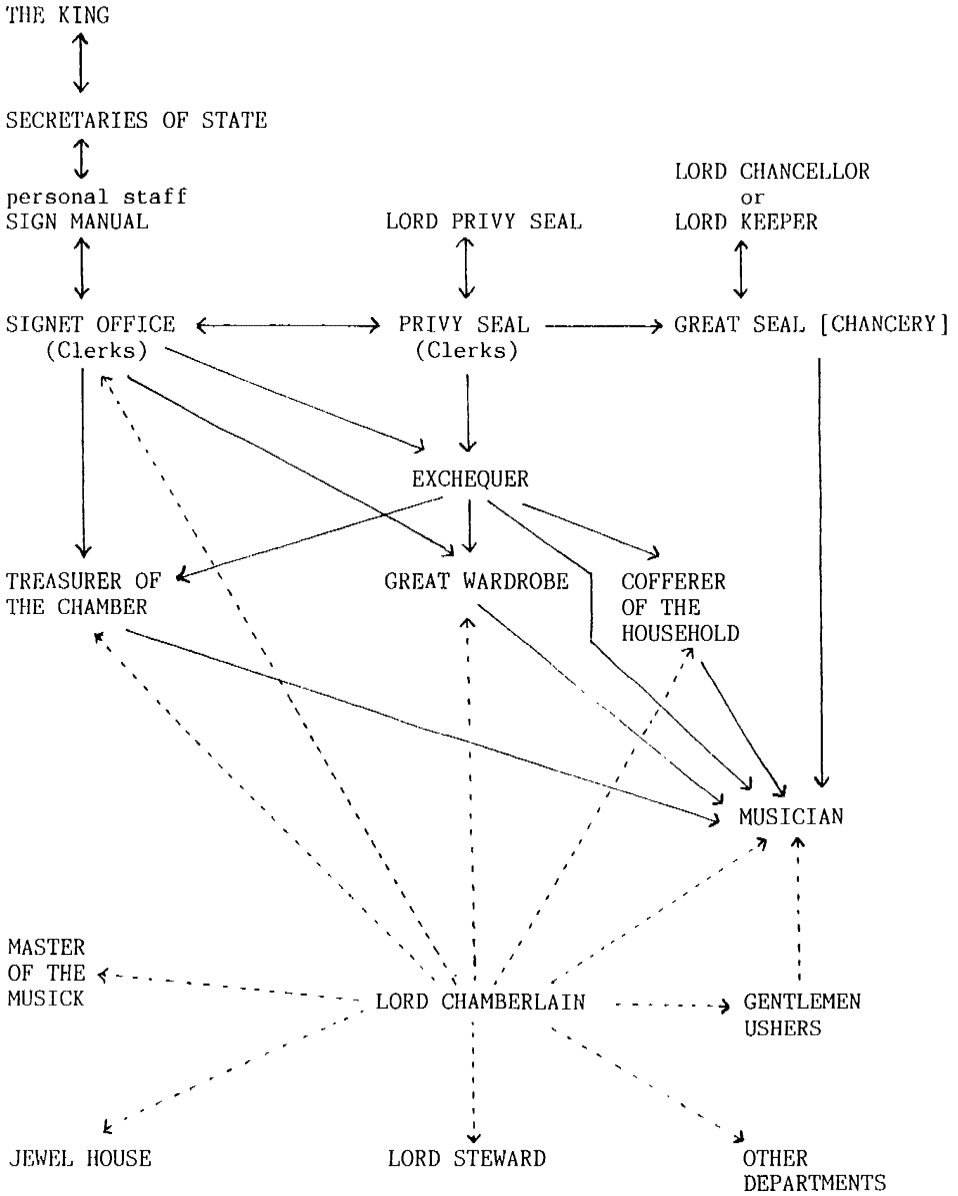 THE KING
SECRETARIES OF STATE
personal staff
SIGN MANUAL
LORD PRIVY SEAL
LORD CHANCELLOR
or
LORD KEEPER
SIGNET OFFICE
(Clerks)
PRIVY SEAL
(Clerks)
GREAT SEAL [CHANCERY]
EXCHEQUER
TREASURER OF
THE CHAMBER
GREAT WARDROBE
COFFERER
OF THE
HOUSEHOLD
MUSICIAN
MASTER
OF THE
MUSICK
LORD CHAMBERLAIN
GENTLEMEN
USHERS
JEWEL HOUSE
LORD STEWARD
OTHER
DEPARTMENTS